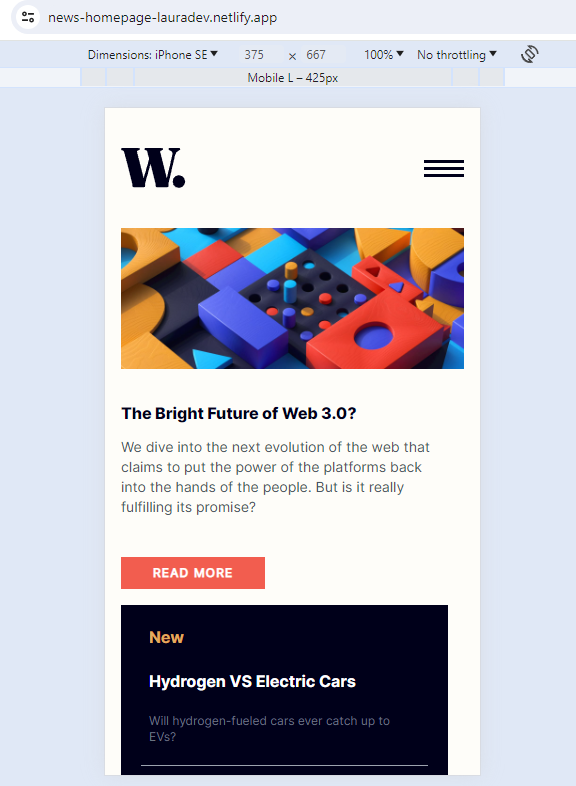 news-homepage-lauradev.netlify.app
Dimensions: iPhone SE 375 × 667 100% No throttling
Mobile L – 425px
W.
The Bright Future of Web 3.0?
We dive into the next evolution of the web that
claims to put the power of the platforms back
into the hands of the people. But is it really
fulfilling its promise?
READ MORE
New
Hydrogen VS Electric Cars
Will hydrogen-fueled cars ever catch up to
EVs?